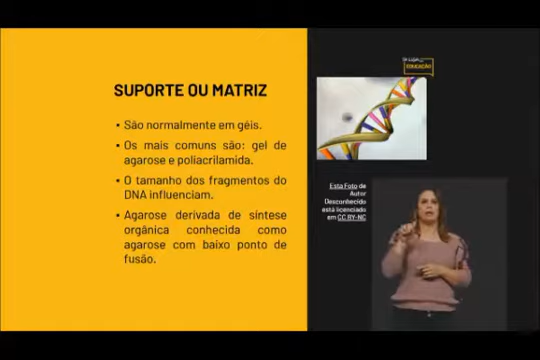 SUPORTE OU MATRIZ
▪ São normalmente em géis.
▪ Os mais comuns são: gel de
agarose e poliacrilamida.
▪ O tamanho dos fragmentos do
DNA influenciam.
▪ Agarose derivada de síntese
orgânica conhecida como
agarose com baixo ponto de
fusão.
EDUCAÇÃO
Esta Foto de
Autor
Desconhecido
está licenciado
em CC BY-NC